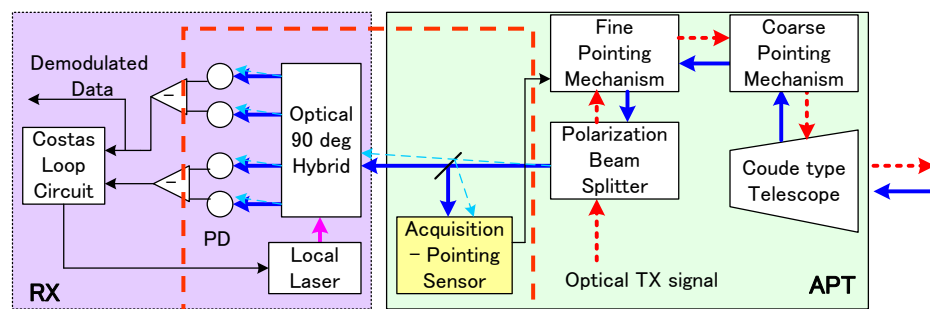 Demodulated
Data
Costas
Loop
Circuit
−
−
PD
Optical
90 deg
Hybrid
Local
Laser
RX
Fine
Pointing
Mechanism
Coarse
Pointing
Mechanism
Polarization
Beam
Splitter
Coude type
Telescope
Acquisition
− Pointing
Sensor
Optical TX signal
APT